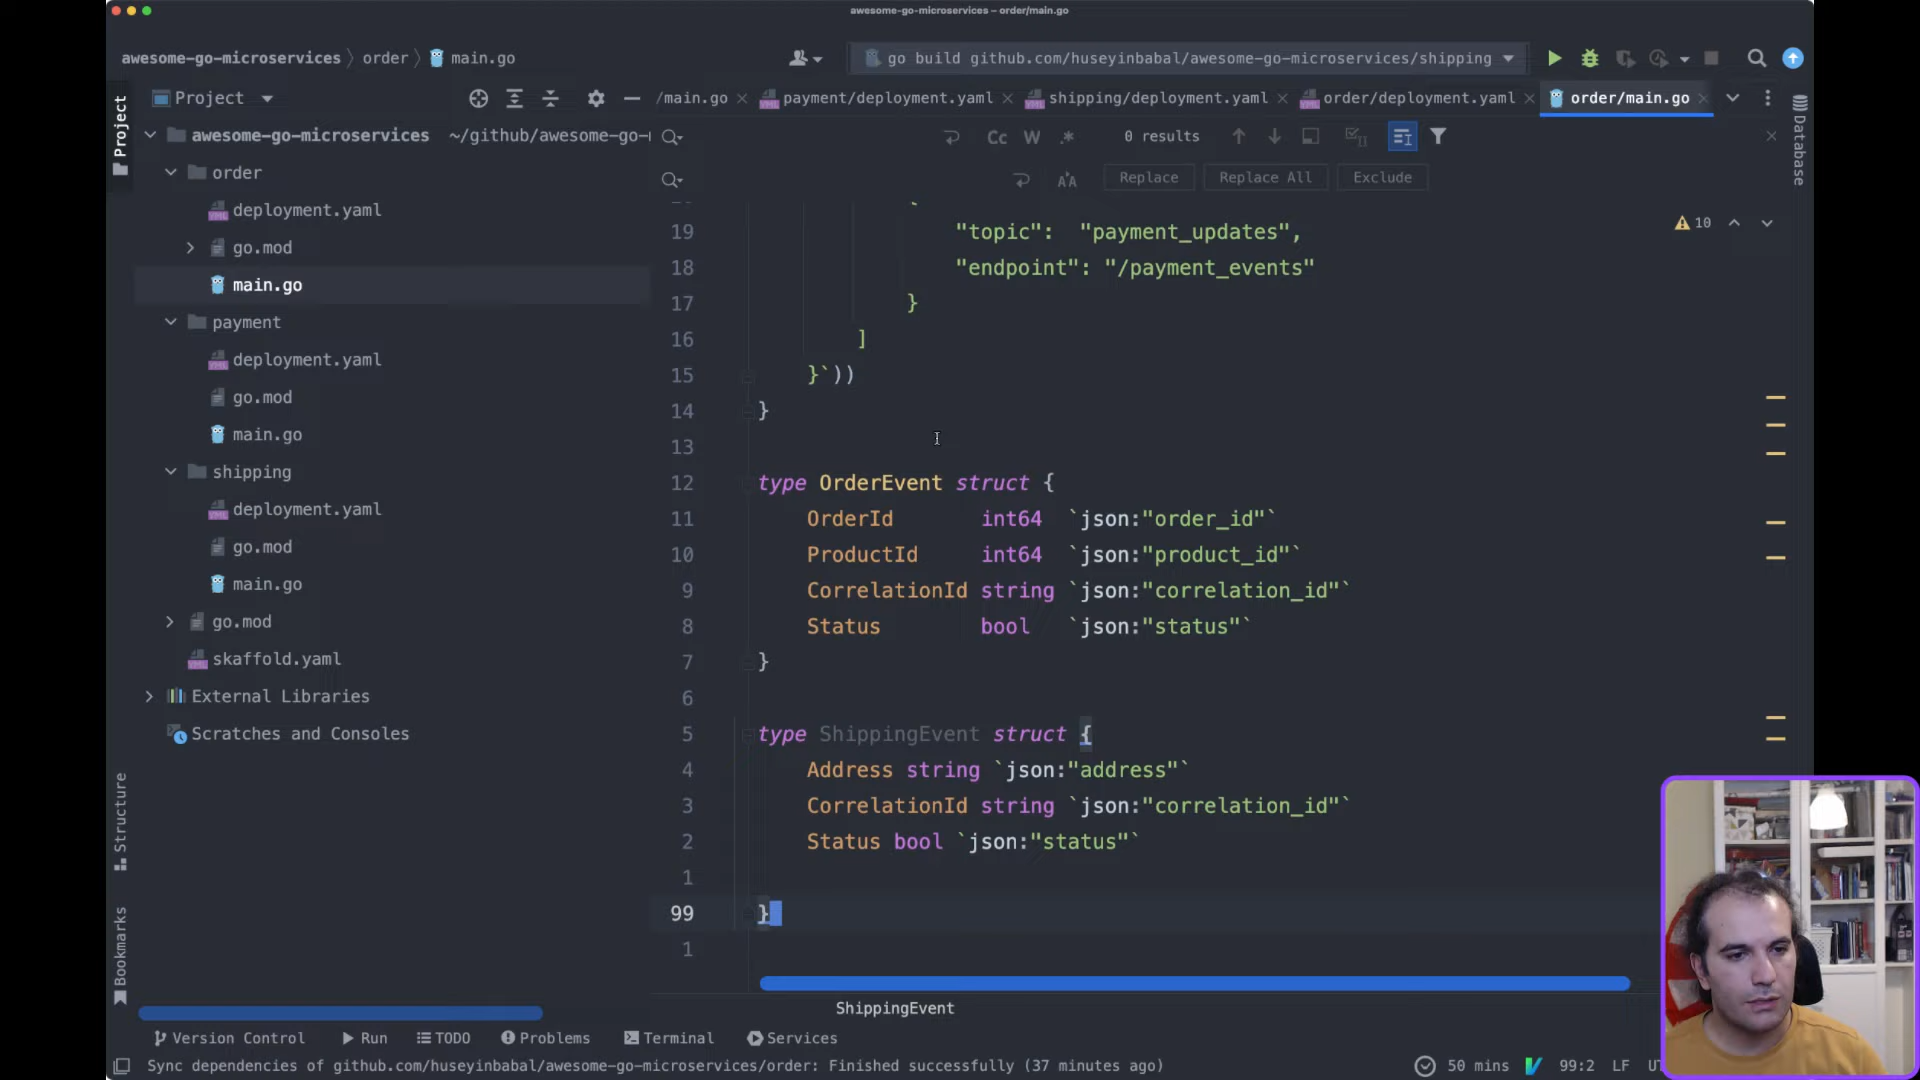 awesome-go-microservices – order/main.go
awesome-go-microservices 〉 order 〉 main.go
go build github.com/huseyinbabal/awesome-go-microservices/shipping
Project
/main.go
payment/deployment.yaml
shipping/deployment.yaml
order/deployment.yaml
order/main.go
Project
Database
awesome-go-microservices ~/github/awesome-go-
Cc W .* 0 results
Replace Replace All Exclude
order
deployment.yaml
go.mod
main.go
payment
deployment.yaml
go.mod
main.go
shipping
deployment.yaml
go.mod
main.go
go.mod
skaffold.yaml
External Libraries
Scratches and Consoles
10
19 "topic": "payment_updates",
18 "endpoint": "/payment_events"
17 }
16 ]
15 }`))
14 }
13
12 type OrderEvent struct {
11 OrderId int64 `json:"order_id"`
10 ProductId int64 `json:"product_id"`
9 CorrelationId string `json:"correlation_id"`
8 Status bool `json:"status"`
7 }
6
5 type ShippingEvent struct {
4 Address string `json:"address"`
3 CorrelationId string `json:"correlation_id"`
2 Status bool `json:"status"`
1
99 }
1
ShippingEvent
Structure
Bookmarks
Version Control Run TODO Problems Terminal Services
Sync dependencies of github.com/huseyinbabal/awesome-go-microservices/order: Finished successfully (37 minutes ago)
50 mins 99:2 LF